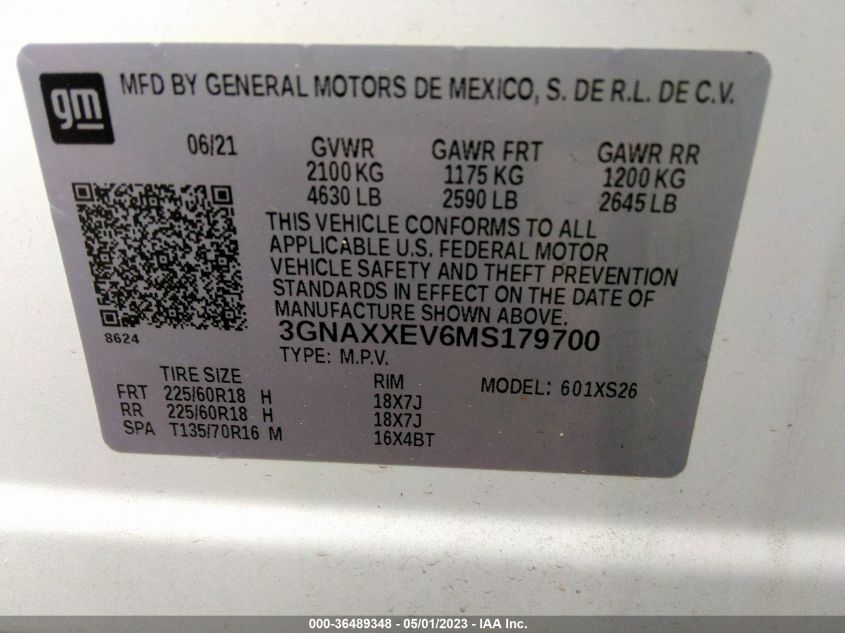 gm
MFD BY GENERAL MOTORS DE MEXICO, S. DE R.L. DE C.V.
06/21 GVWR GAWR FRT GAWR RR
2100 KG 1175 KG 1200 KG
4630 LB 2590 LB 2645 LB
THIS VEHICLE CONFORMS TO ALL
APPLICABLE U.S. FEDERAL MOTOR
VEHICLE SAFETY AND THEFT PREVENTION
STANDARDS IN EFFECT ON THE DATE OF
MANUFACTURE SHOWN ABOVE.
8624
3GNAXXEV6MS179700
TYPE: M.P.V.
TIRE SIZE RIM MODEL: 601XS26
FRT 225/60R18 H 18X7J
RR 225/60R18 H 18X7J
SPA T135/70R16 M 16X4BT
000-36489348 - 05/01/2023 - IAA Inc.